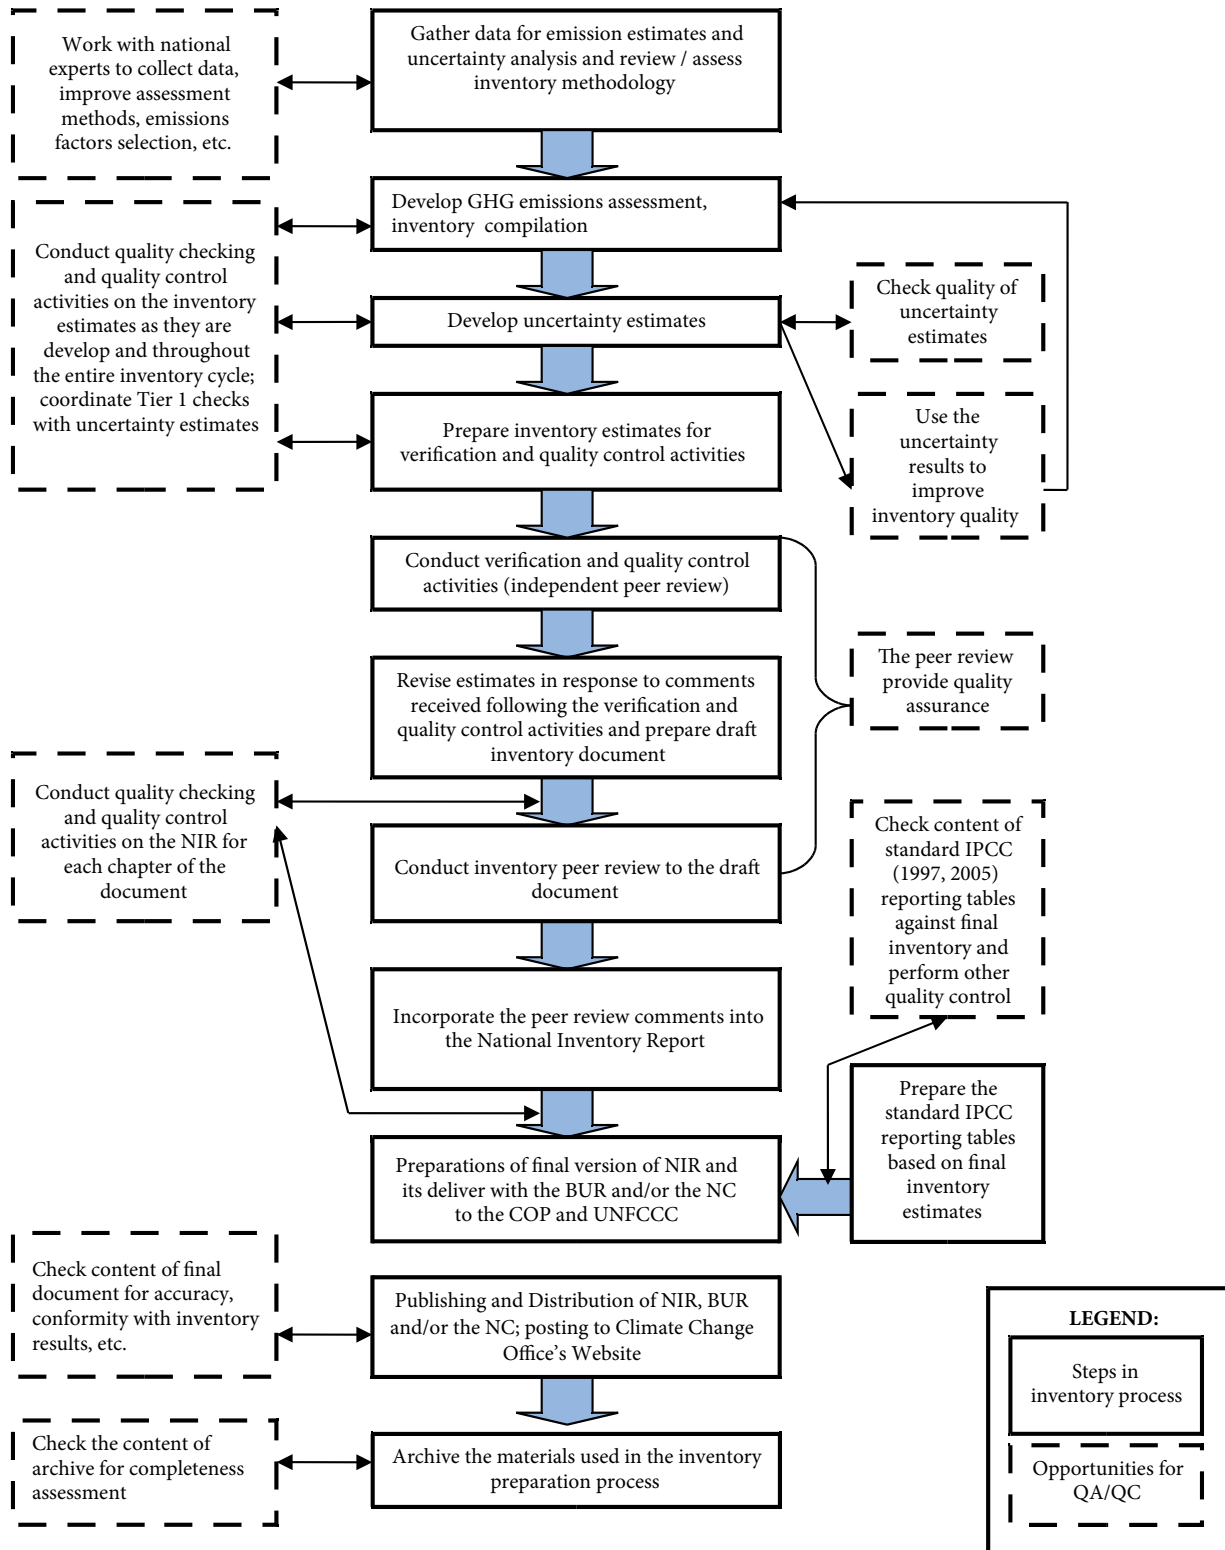 Gather data for emission estimates and
uncertainty analysis and review / assess
inventory methodology
Work with national
experts to collect data,
improve assessment
methods, emissions
factors selection, etc.
Develop GHG emissions assessment,
inventory compilation
Conduct quality checking
and quality control
activities on the inventory
estimates as they are
develop and throughout
the entire inventory cycle;
coordinate Tier 1 checks
with uncertainty estimates
Develop uncertainty estimates
Check quality of
uncertainty
estimates
Prepare inventory estimates for
verification and quality control activities
Use the
uncertainty
results to
improve
inventory quality
Conduct verification and quality control
activities (independent peer review)
The peer review
provide quality
assurance
Revise estimates in response to comments
received following the verification and
quality control activities and prepare draft
inventory document
Conduct quality checking
and quality control
activities on the NIR for
each chapter of the
document
Conduct inventory peer review to the draft
document
Check content of
standard IPCC
(1997, 2005)
reporting tables
against final
inventory and
perform other
quality control
Incorporate the peer review comments into
the National Inventory Report
Prepare the
standard IPCC
reporting tables
based on final
inventory
estimates
Preparations of final version of NIR and
its deliver with the BUR and/or the NC
to the COP and UNFCCC
Check content of final
document for accuracy,
conformity with inventory
results, etc.
Publishing and Distribution of NIR, BUR
and/or the NC; posting to Climate Change
Office's Website
Check the content of
archive for completeness
assessment
Archive the materials used in the inventory
preparation process
LEGEND:
Steps in
inventory process
Opportunities for
QA/QC